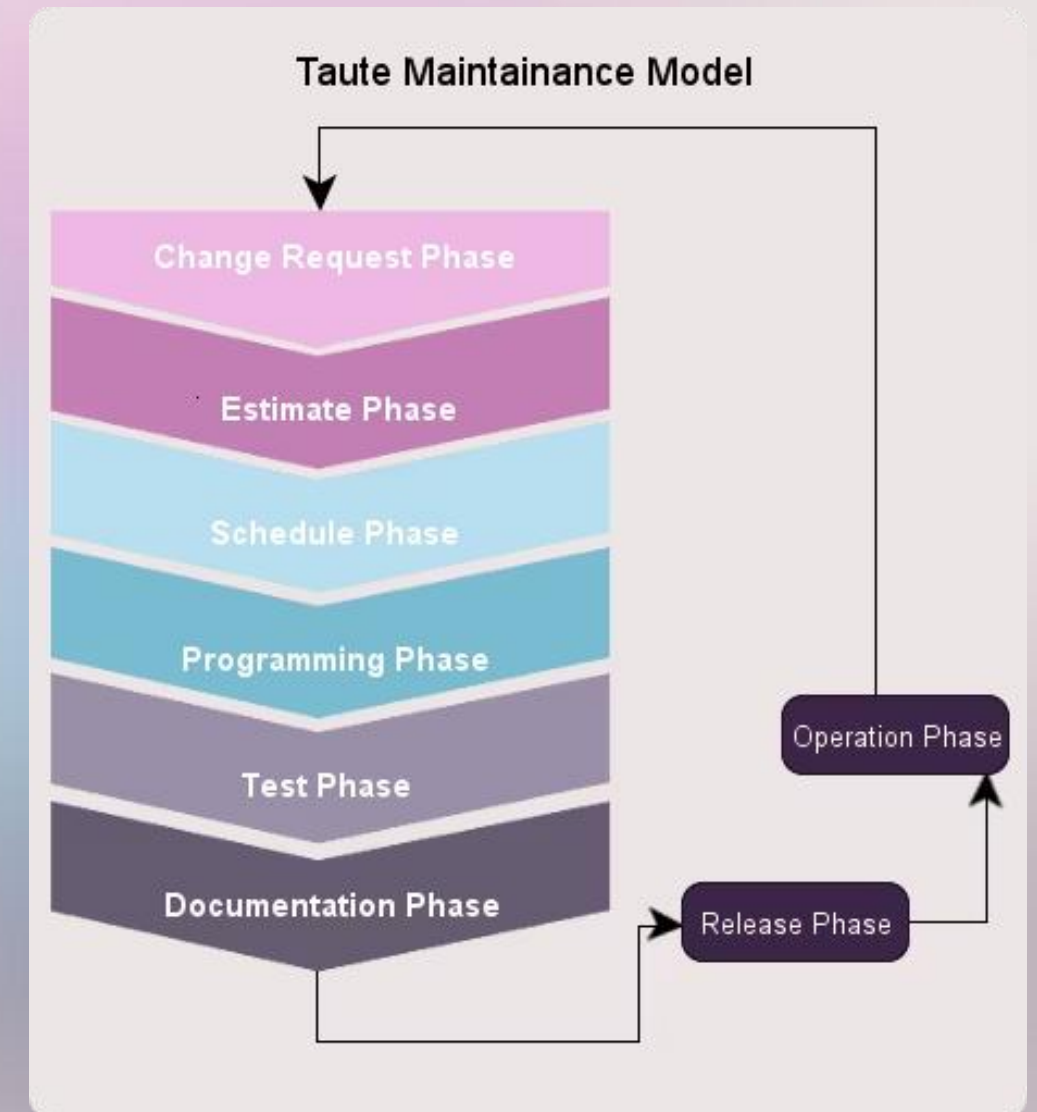 Taute Maintainance Model
Change Request Phase
Estimate Phase
Schedule Phase
Programming Phase
Test Phase
Documentation Phase
Release Phase
Operation Phase